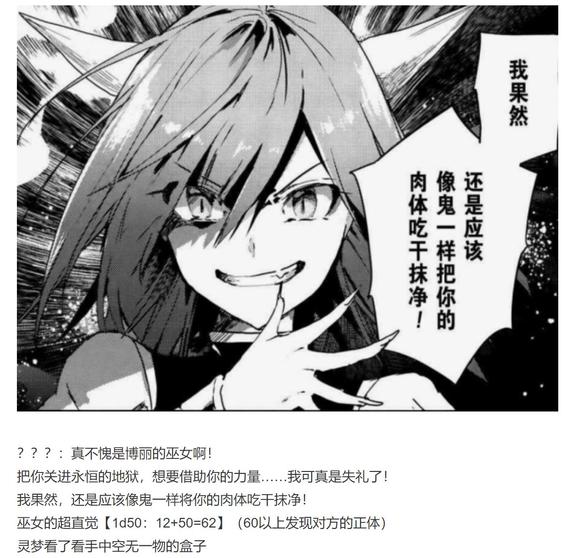 我果然
还是应该
像鬼一样把你的
肉体吃干抹净！
？？？：真不愧是博丽的巫女啊！
把你关进永恒的地狱，想要借助你的力量……我可真是失礼了！
我果然，还是应该像鬼一样将你的肉体吃干抹净！
巫女的超直觉【1d50：12+50=62】（60以上发现对方的正体）
灵梦看了看手中空无一物的盒子